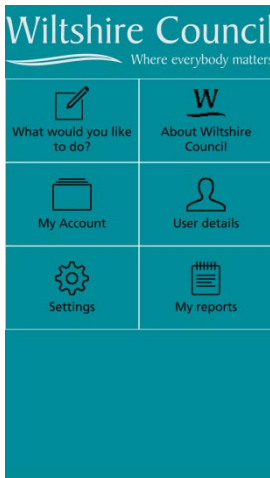 Wiltshire Council
Where everybody matters
What would you like
to do?
W
About Wiltshire
Council
My Account
User details
Settings
My reports